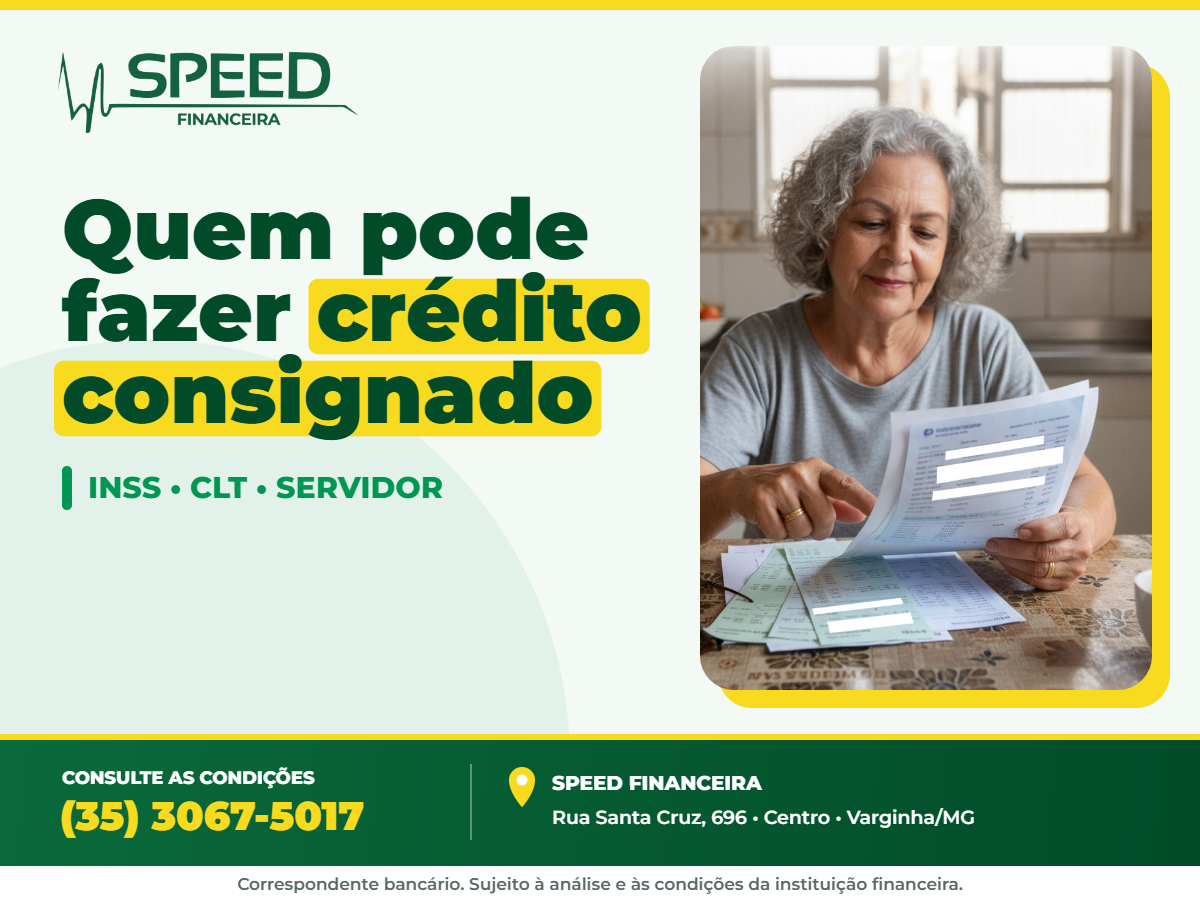 SPEED
FINANCEIRA
Quem pode
fazer crédito
consignado
INSS • CLT • SERVIDOR
CONSULTE AS CONDIÇÕES
(35) 3067-5017
SPEED FINANCEIRA
Rua Santa Cruz, 696 • Centro • Varginha/MG
Correspondente bancário. Sujeito à análise e às condições da instituição financeira.